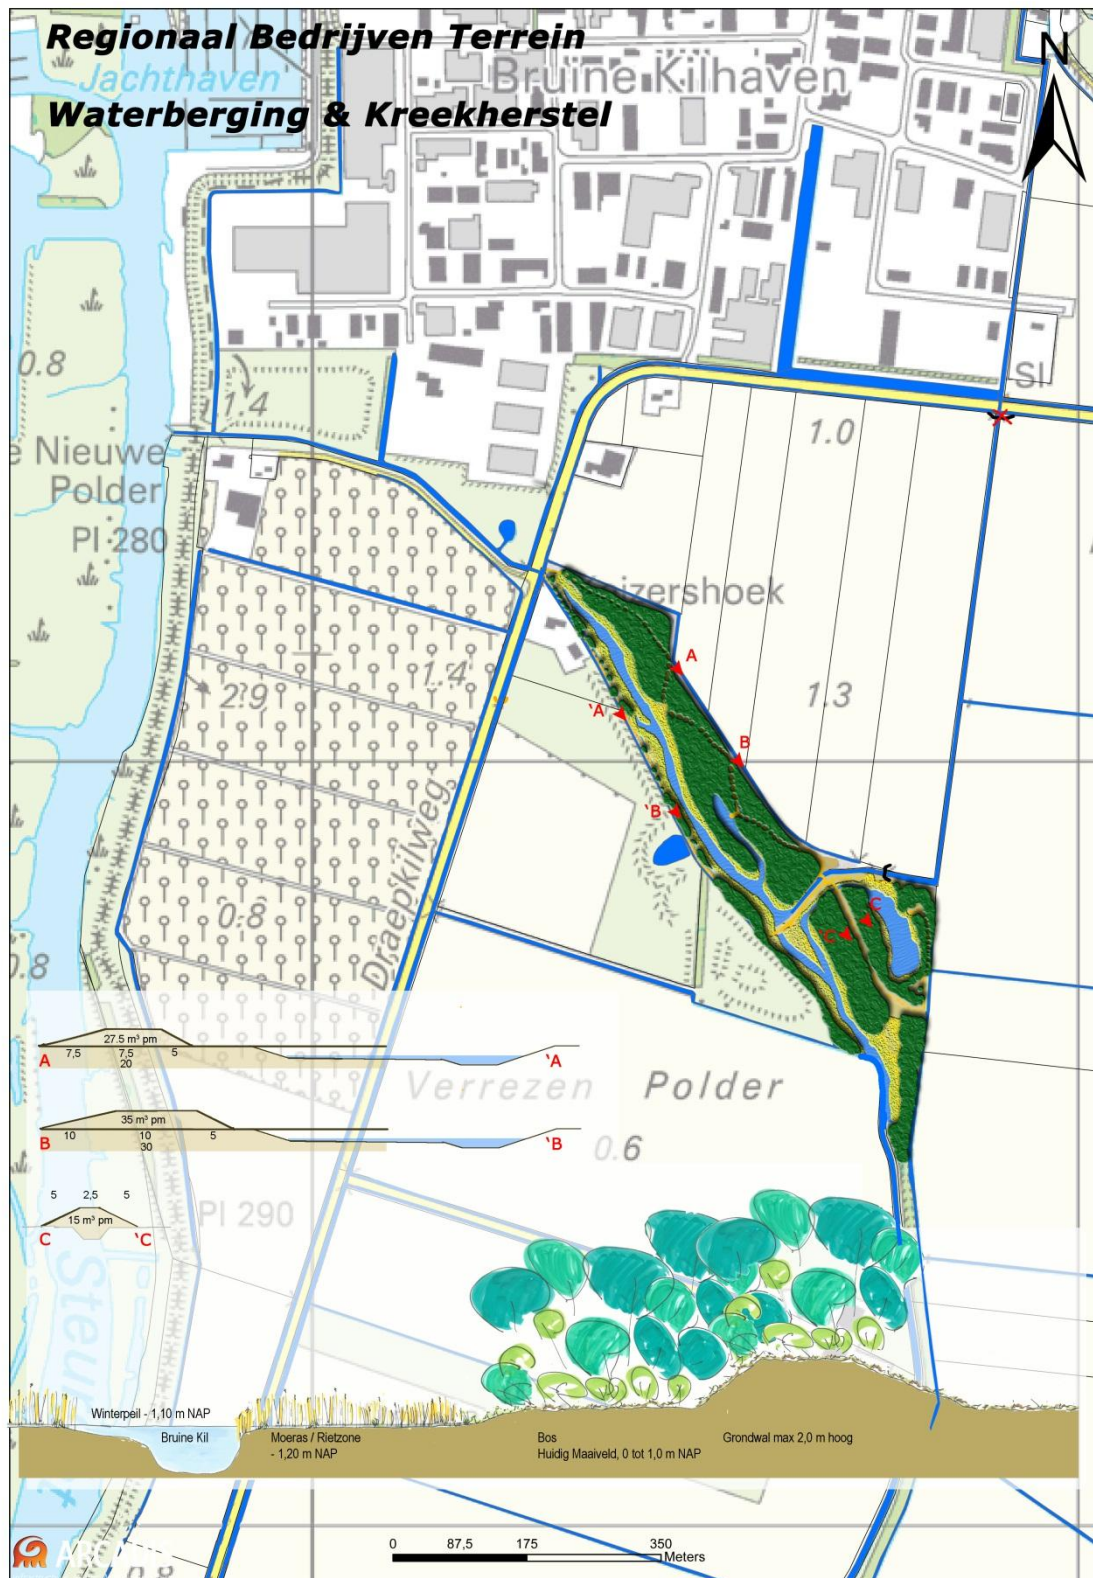 Regionaal Bedrijven Terrein
Jachthaven
Bruine Kilhaven
Waterberging & Kreekherstel
N
SI
0.8
1.4
1.0
e Nieuwe
Polder
PI 280
izershoek
A
1.3
2.9
1.4
'A
B
'B
Draepkilweg
0.8
C
'C
0.8
27.5 m³ pm
7,5 7,5 5
20
A 'A
Verrezen Polder
35 m³ pm
10 10 5
30
B 'B
0.6
5 2,5 5
15 m³ pm
C 'C
PI 290
Steur
Winterpeil - 1,10 m NAP
Bruine Kil
Moeras / Rietzone
- 1,20 m NAP
Bos
Huidig Maaiveld, 0 tot 1,0 m NAP
Grondwal max 2,0 m hoog
ARCADIS
0.8
0 87,5 175 350
Meters